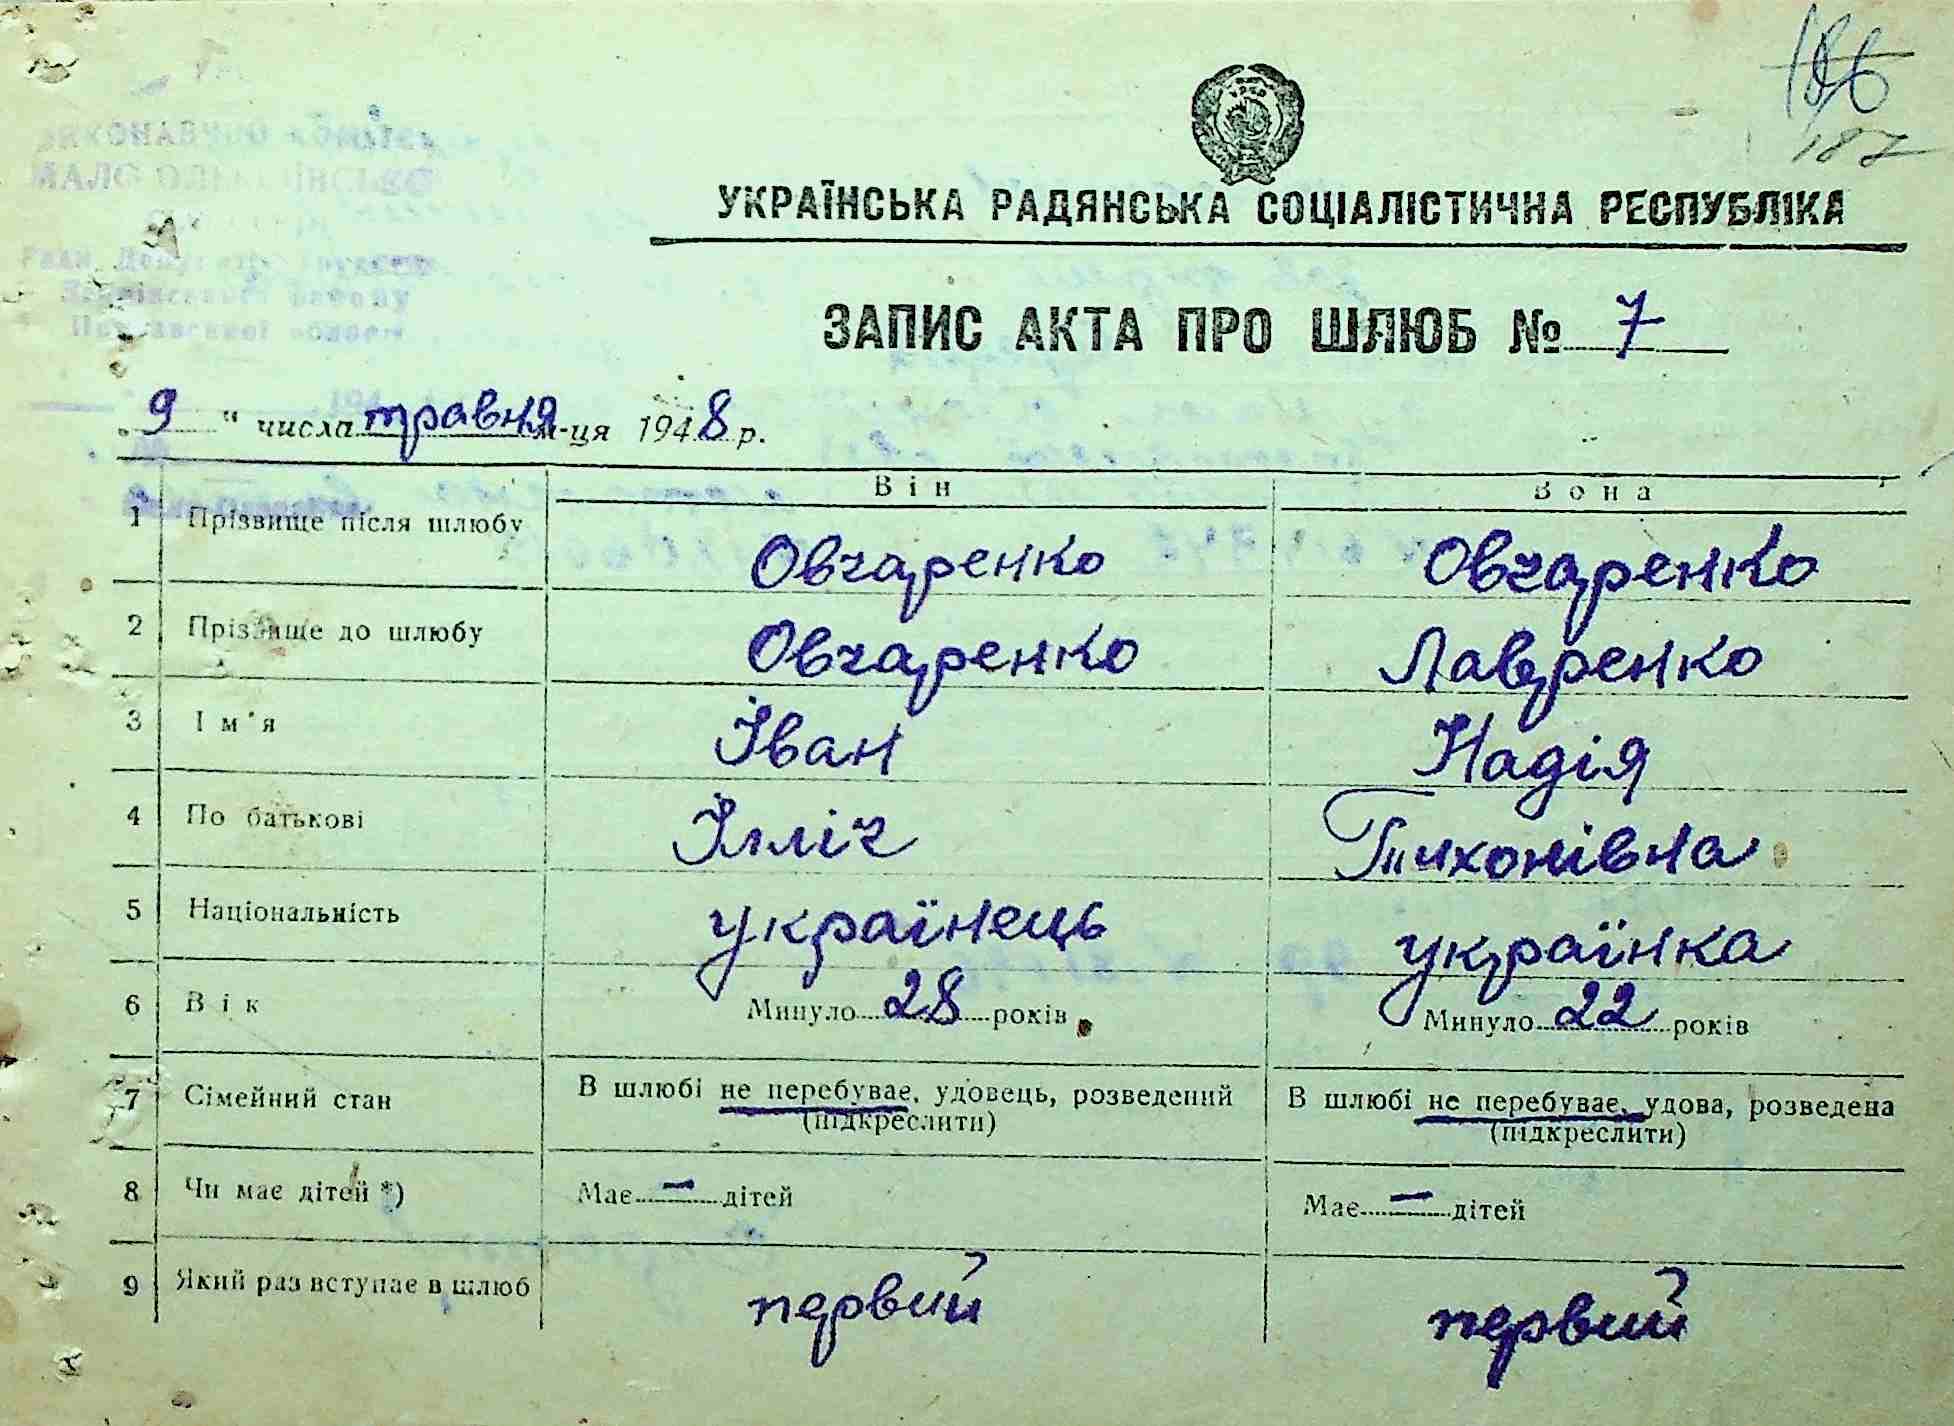 186
187
УКРАЇНСЬКА РАДЯНСЬКА СОЦІАЛІСТИЧНА РЕСПУБЛІКА
ЗАПИС АКТА ПРО ШЛЮБ № 7
„ 9 “ числа травня м-ця 1948 р.
Він Вона
1 Прізвище після шлюбу Овчаренко Овчаренко
2 Прізвище до шлюбу Овчаренко Лавренко
3 Ім'я Іван Надія
4 По батькові Ілліч Тихонівна
5 Національність українець українка
6 Вік Минуло 28 років Минуло 22 років
7 Сімейний стан В шлюбі не перебуває, удовець, розведений В шлюбі не перебуває, удова, розведена
(підкреслити) (підкреслити)
8 Чи має дітей *) Має — дітей Має — дітей
9 Який раз вступає в шлюб первий первий